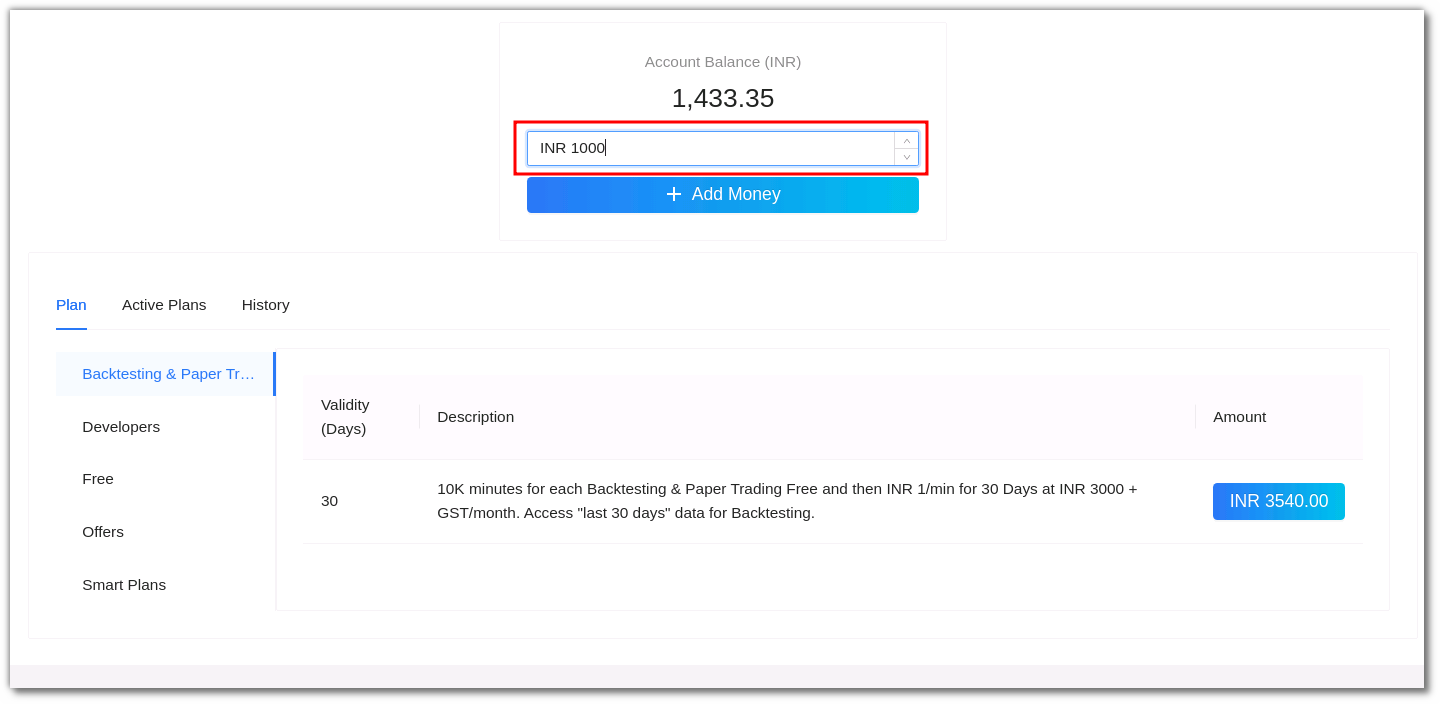 Account Balance (INR)
1,433.35
INR 1000
Add Money
Plan
Active Plans
History
Backtesting & Paper Tr…
Developers
Free
Offers
Smart Plans
Validity
(Days)
Description
Amount
30
10K minutes for each Backtesting & Paper Trading Free and then INR 1/min for 30 Days at INR 3000 +
GST/month. Access "last 30 days" data for Backtesting.
INR 3540.00